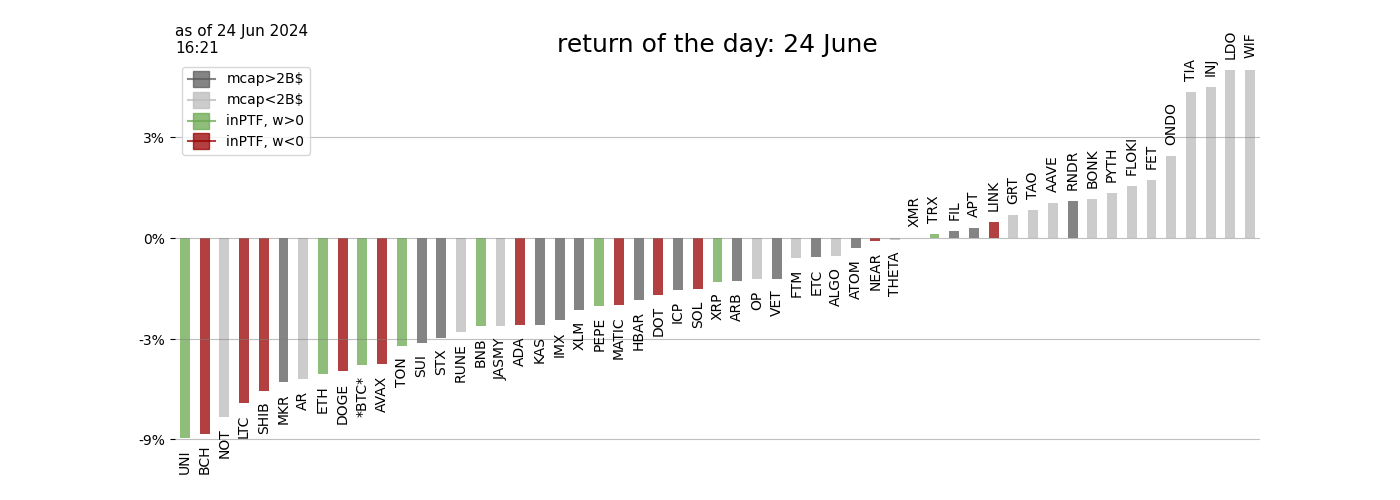 as of 24 Jun 2024
16:21
return of the day: 24 June
mcap>2B$
mcap<2B$
inPTF, w>0
inPTF, w<0
3%
0%
-3%
-9%
UNI
BCH
NOT
LTC
SHIB
MKR
AR
ETH
DOGE
*BTC*
AVAX
TON
SUI
STX
RUNE
BNB
JASMY
ADA
KAS
IMX
XLM
PEPE
MATIC
HBAR
DOT
ICP
SOL
XRP
ARB
OP
VET
FTM
ETC
ALGO
ATOM
NEAR
THETA
XMR
TRX
FIL
APT
LINK
GRT
TAO
AAVE
RNDR
BONK
PYTH
FLOKI
FET
ONDO
TIA
INJ
LDO
WIF